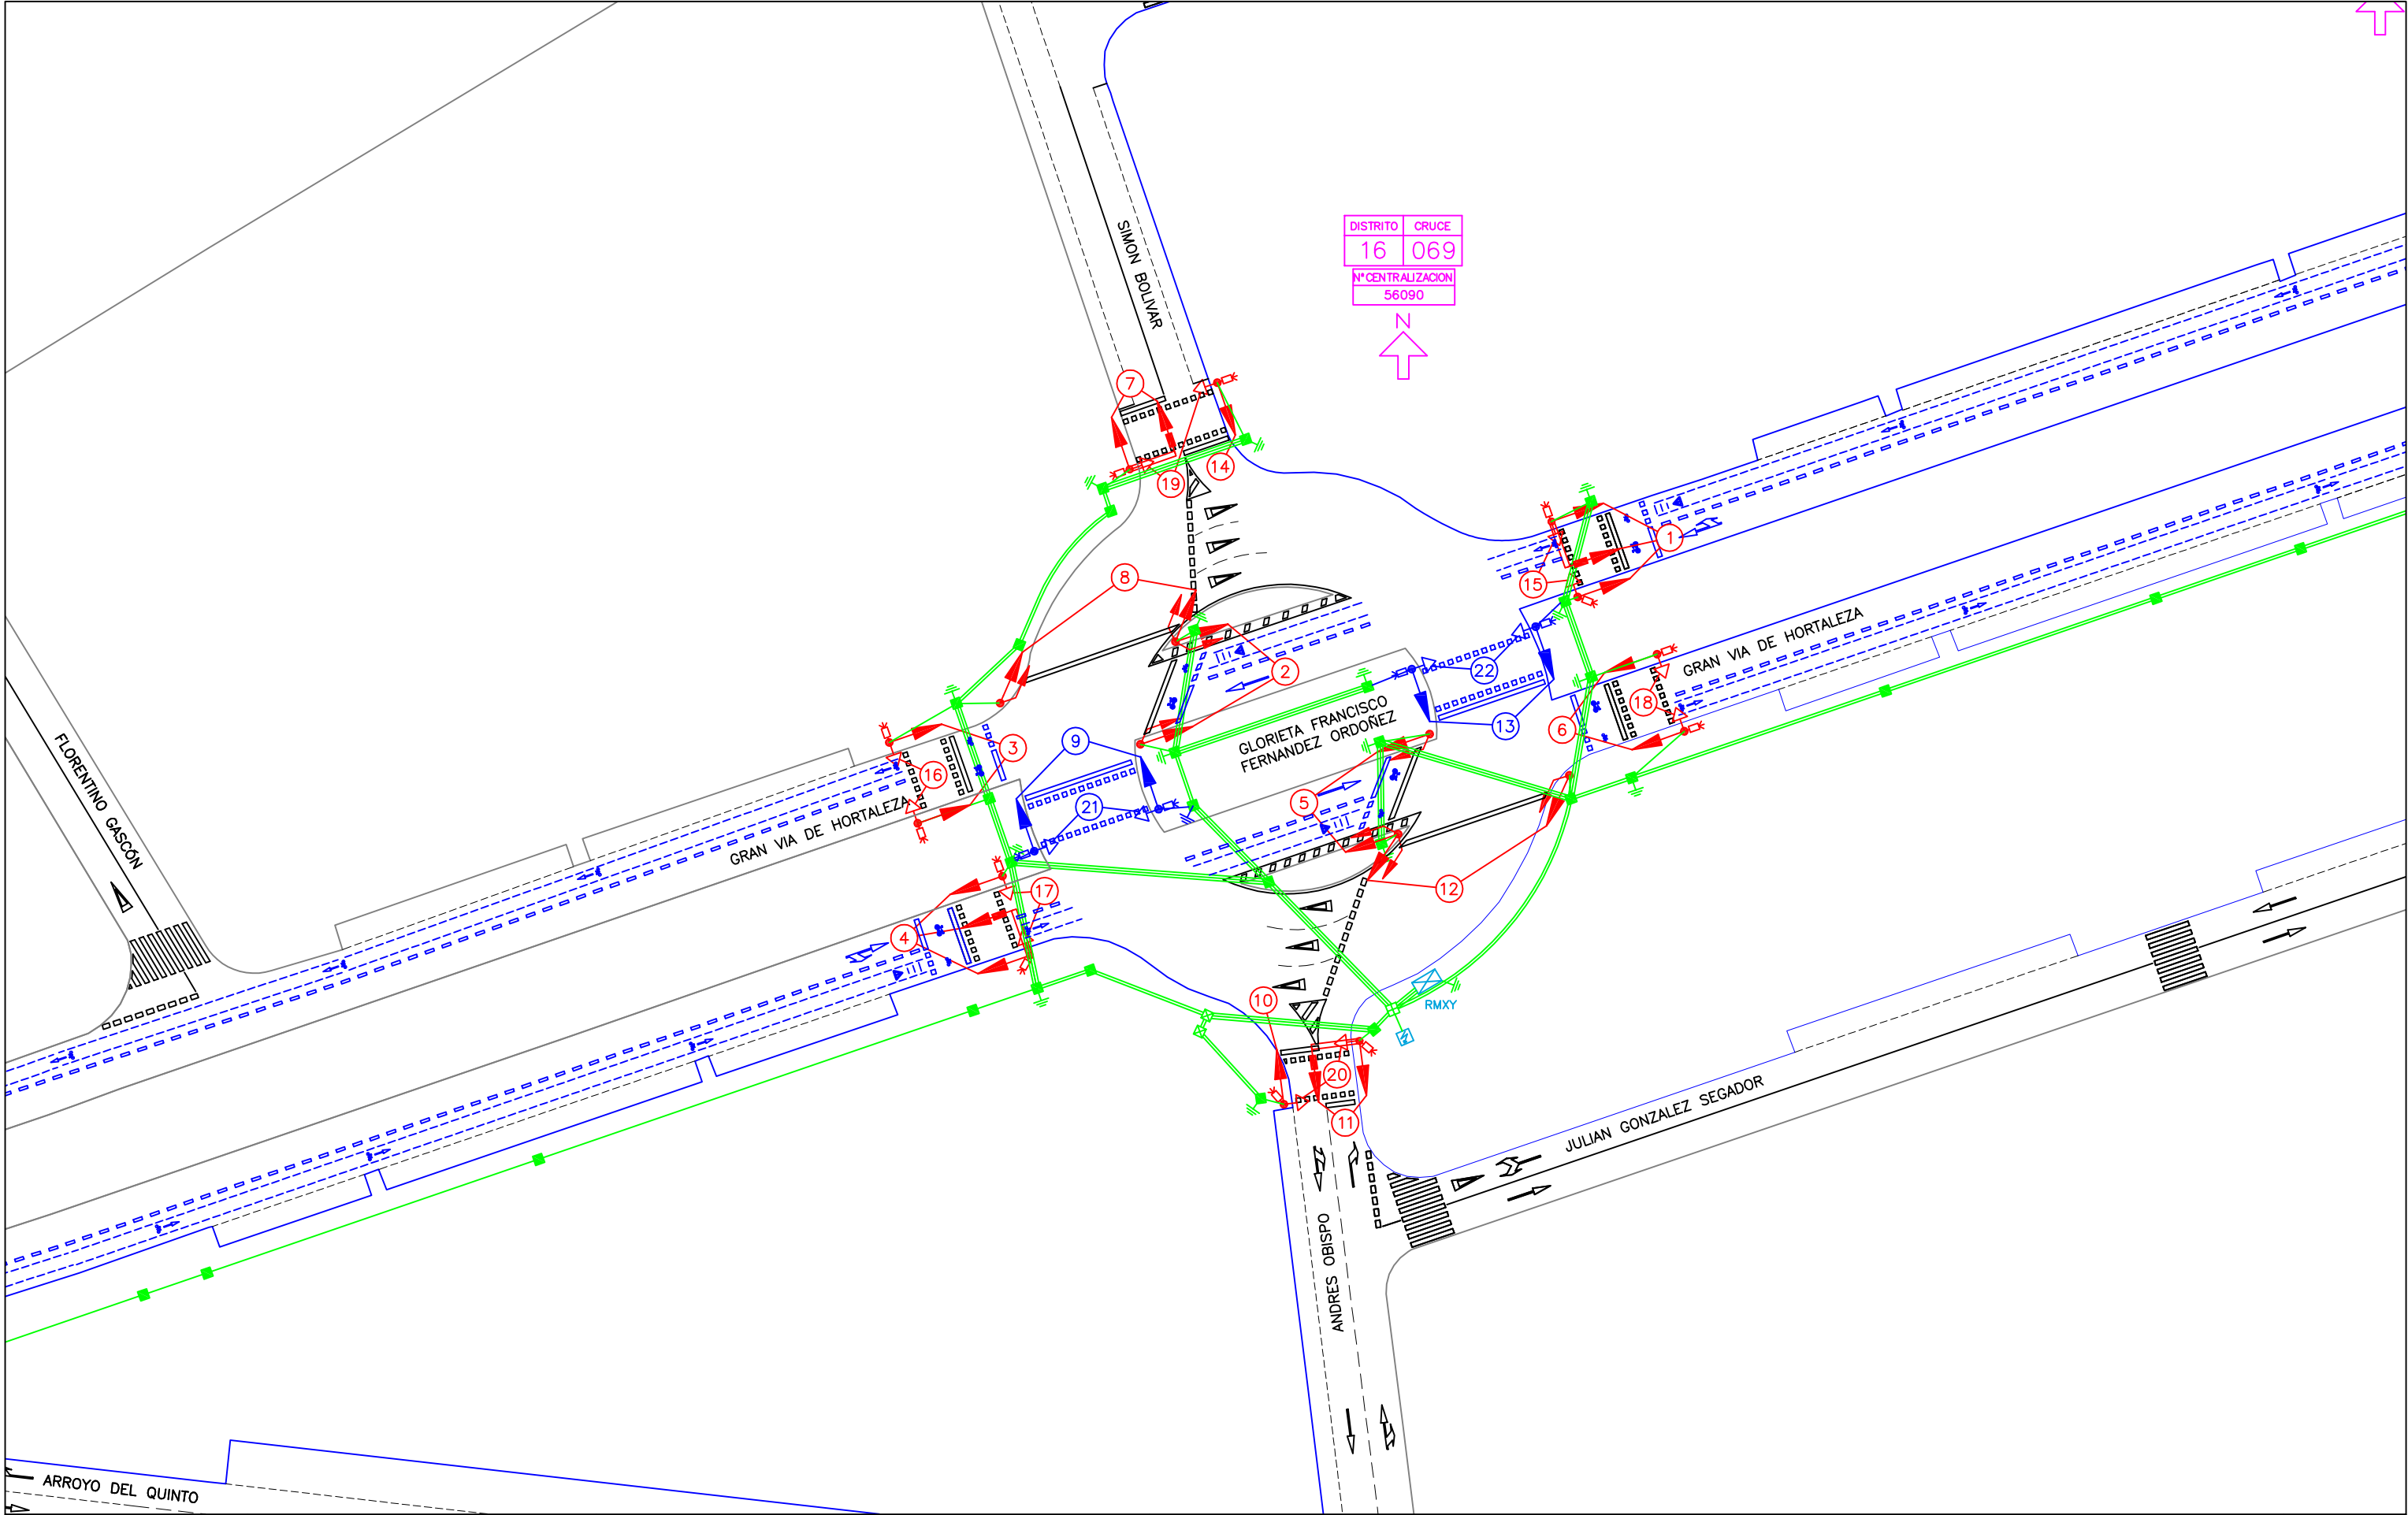 DISTRITO CRUCE
16 069
Nº CENTRALIZACION
56090
N
SIMON BOLIVAR
7
19
14
8
1
15
2
22
13
GLORIETA FRANCISCO
FERNANDEZ ORDOÑEZ
GRAN VIA DE HORTALEZA
18
6
9
3
16
21
GRAN VIA DE HORTALEZA
5
FLORENTINO GASCÓN
17
4
12
10
RMXY
20
11
JULIAN GONZALEZ SEGADOR
ANDRES OBISPO
ARROYO DEL QUINTO